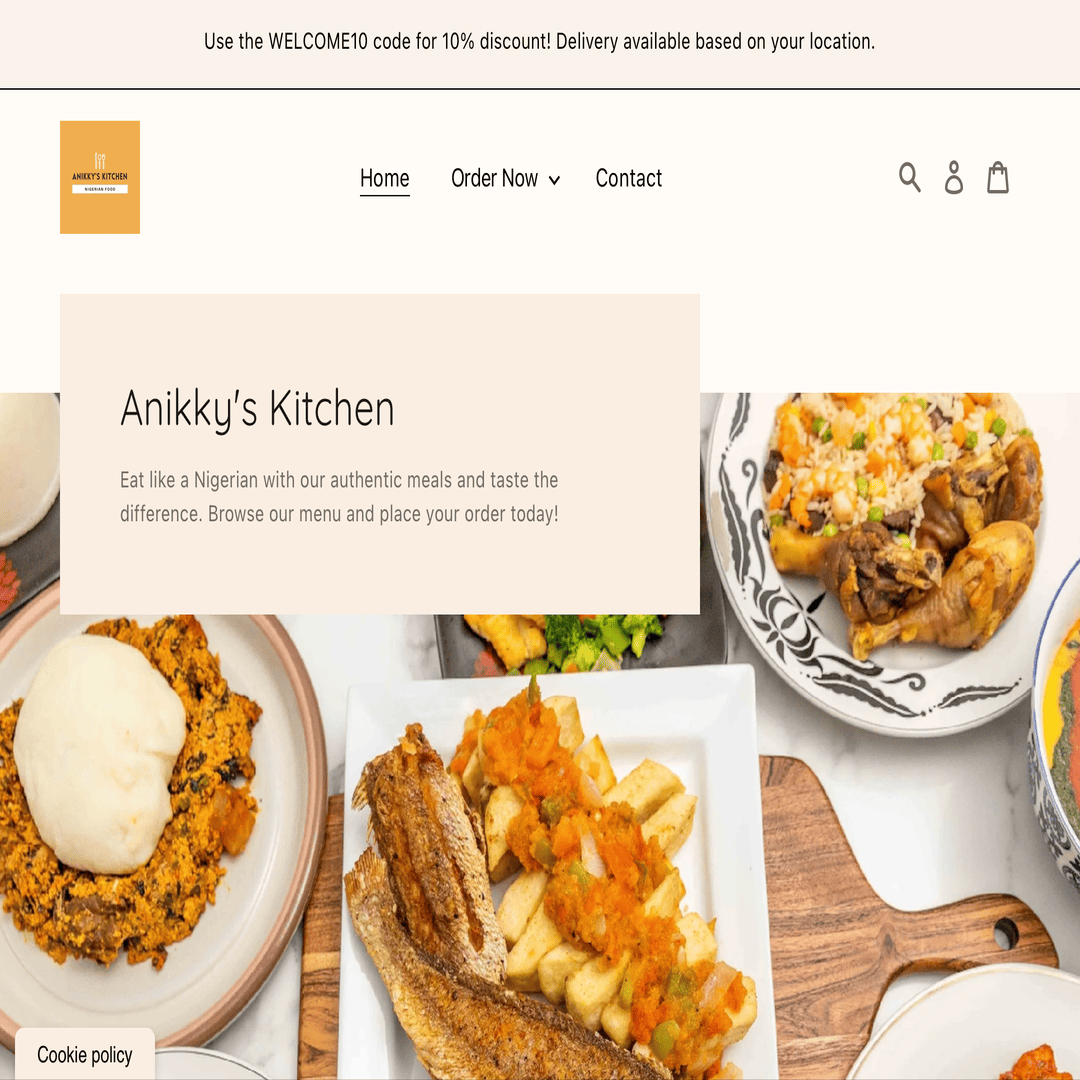 Use the WELCOME10 code for 10% discount! Delivery available based on your location.
ANIKKY'S KITCHEN
NIGERIAN FOOD
Home
Order Now
Contact
Anikky's Kitchen
Eat like a Nigerian with our authentic meals and taste the
difference. Browse our menu and place your order today!
Cookie policy